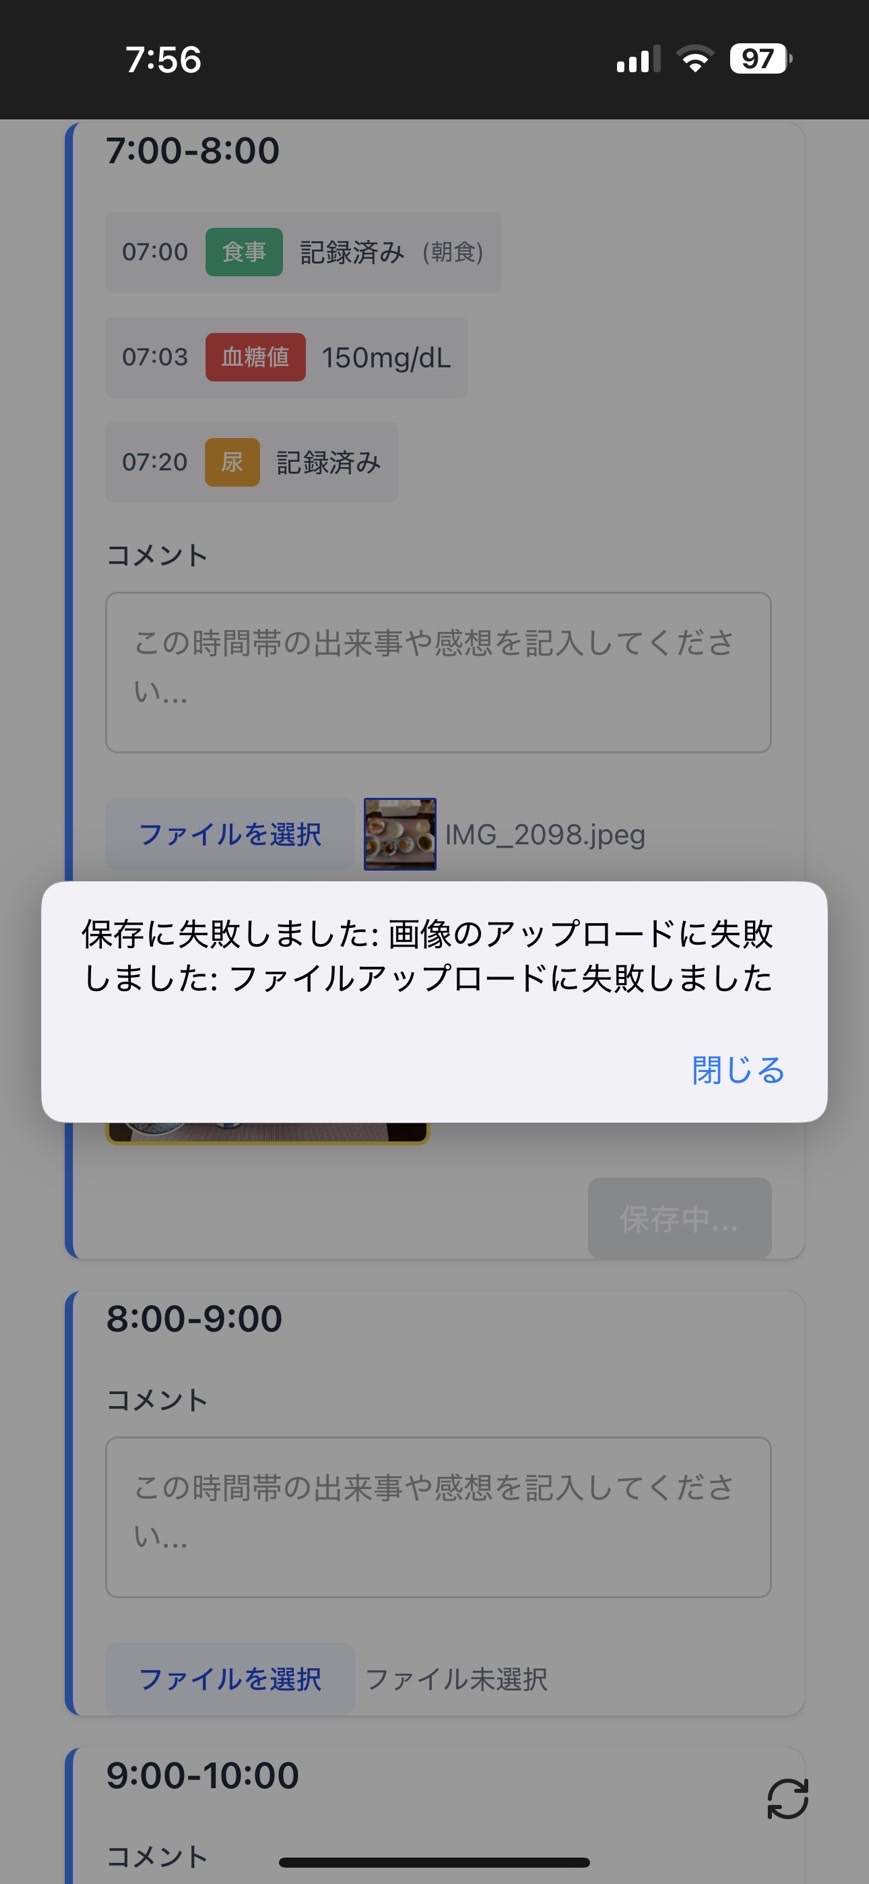 7:56
97
7:00-8:00
07:00 食事 記録済み (朝食)
07:03 血糖値 150mg/dL
07:20 尿 記録済み
コメント
この時間帯の出来事や感想を記入してくださ
い...
ファイルを選択 IMG_2098.jpeg
保存に失敗しました: 画像のアップロードに失敗
しました: ファイルアップロードに失敗しました
閉じる
保存中...
8:00-9:00
コメント
この時間帯の出来事や感想を記入してくださ
い...
ファイルを選択 ファイル未選択
9:00-10:00
コメント